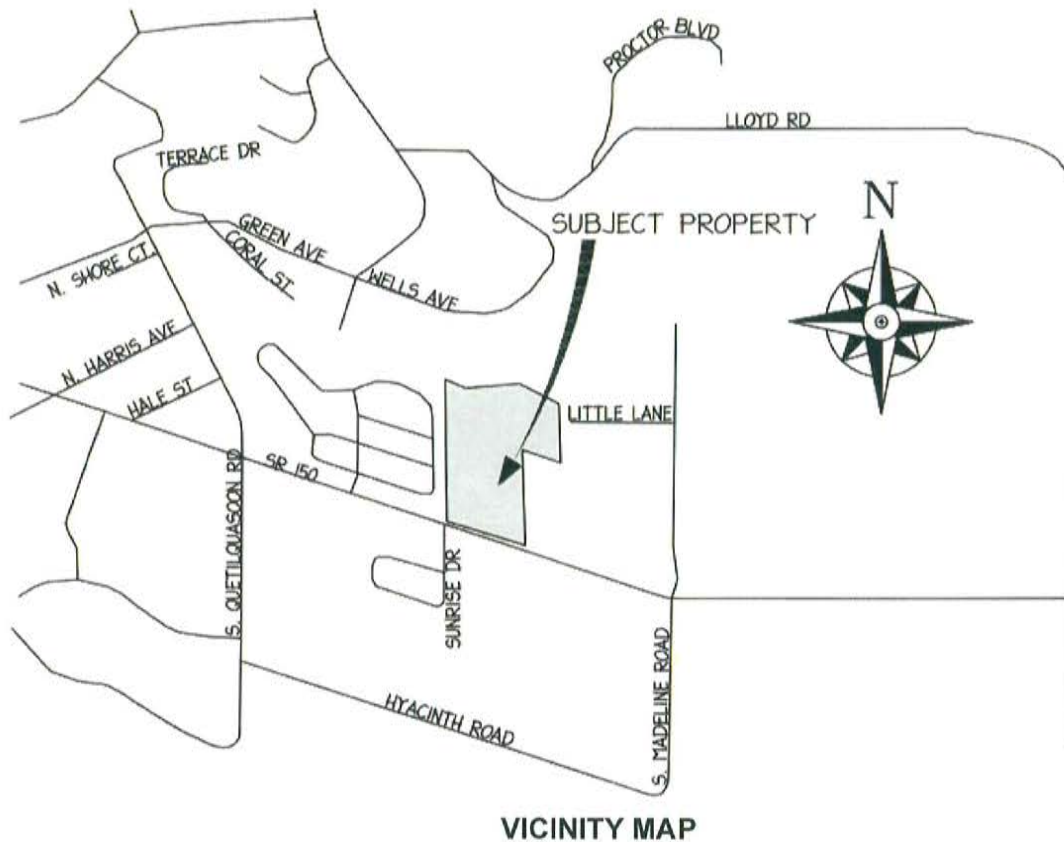 PROCTOR BLVD
LLOYD RD
TERRACE DR
SUBJECT PROPERTY
N
GREEN AVE
CORAL ST
WELLS AVE
N. SHORE CT.
N. HARRIS AVE
HALE ST
LITTLE LANE
SR 150
S. QUETILQUASOON RD
SUNRISE DR
HYACINTH ROAD
S. MADELINE ROAD
VICINITY MAP